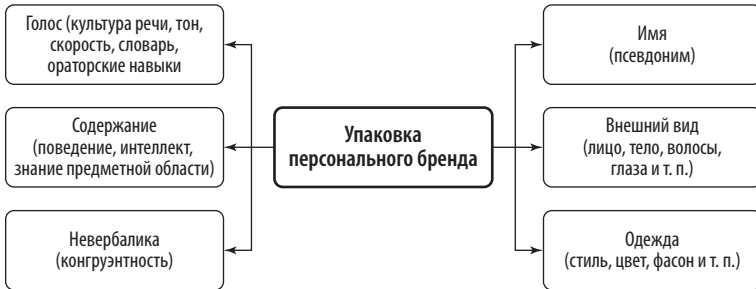 Голос (культура речи, тон,
скорость, словарь,
ораторские навыки
Содержание
(поведение, интеллект,
знание предметной области)
Невербалика
(конгруэнтность)
Упаковка
персонального бренда
Имя
(псевдоним)
Внешний вид
(лицо, тело, волосы,
глаза и т. п.)
Одежда
(стиль, цвет, фасон и т. п.)